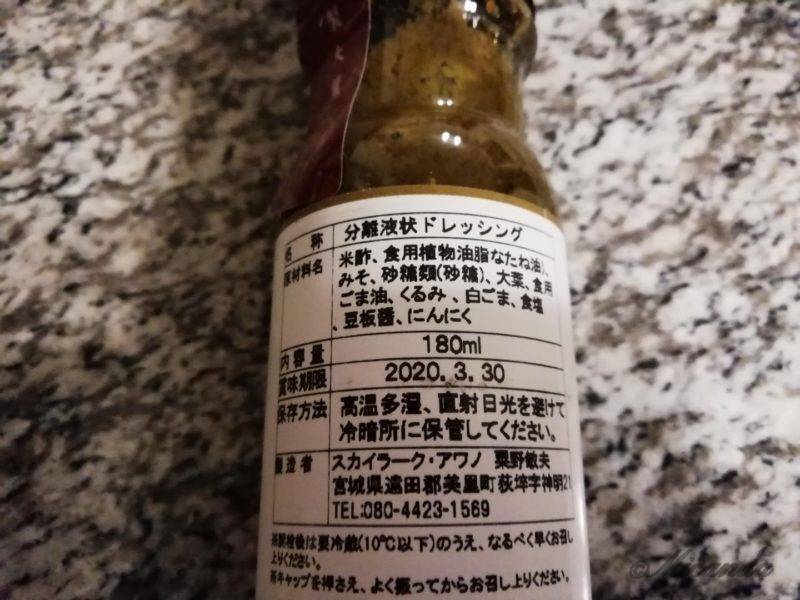 名 称 分離液状ドレッシング
原材料名 米酢、食用植物油脂なたね油)、
みそ、砂糖類(砂糖)、大葉、食用
ごま油、くるみ 、白ごま、食塩
、豆板醤、にんにく
内容量 180ml
賞味期限 2020. 3. 30
保存方法 高温多湿、直射日光を避けて
冷暗所に保管してください。
製造者 スカイラーク・アワノ 粟野敏夫
宮城県遠田郡美里町荻埣字神明21
TEL:080-4423-1569
※開栓後は要冷蔵(10℃以下)のうえ、なるべく早くお召し
上りください。
※キャップを押さえ、よく振ってからお召し上りください。